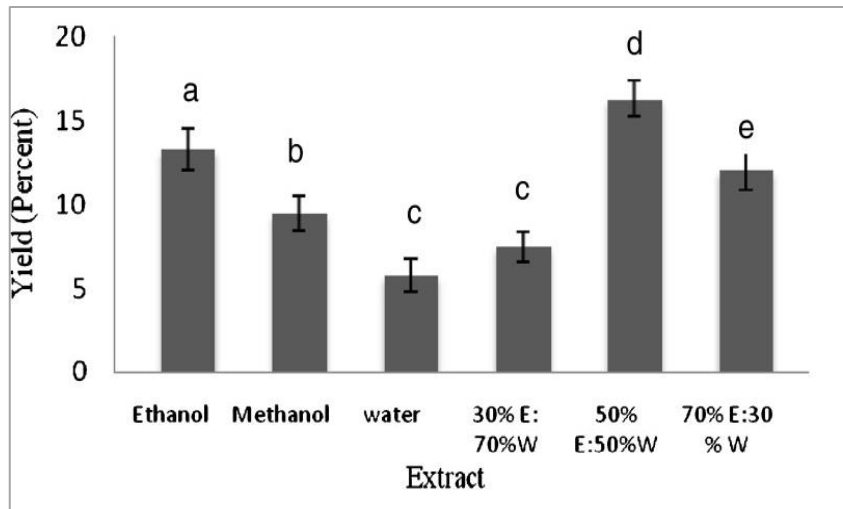 Yield (Percent)
20
15
10
5
0
a
b
c
c
d
e
Ethanol
Methanol
water
30% E:
70%W
50%
E:50%W
70% E:30
% W
Extract